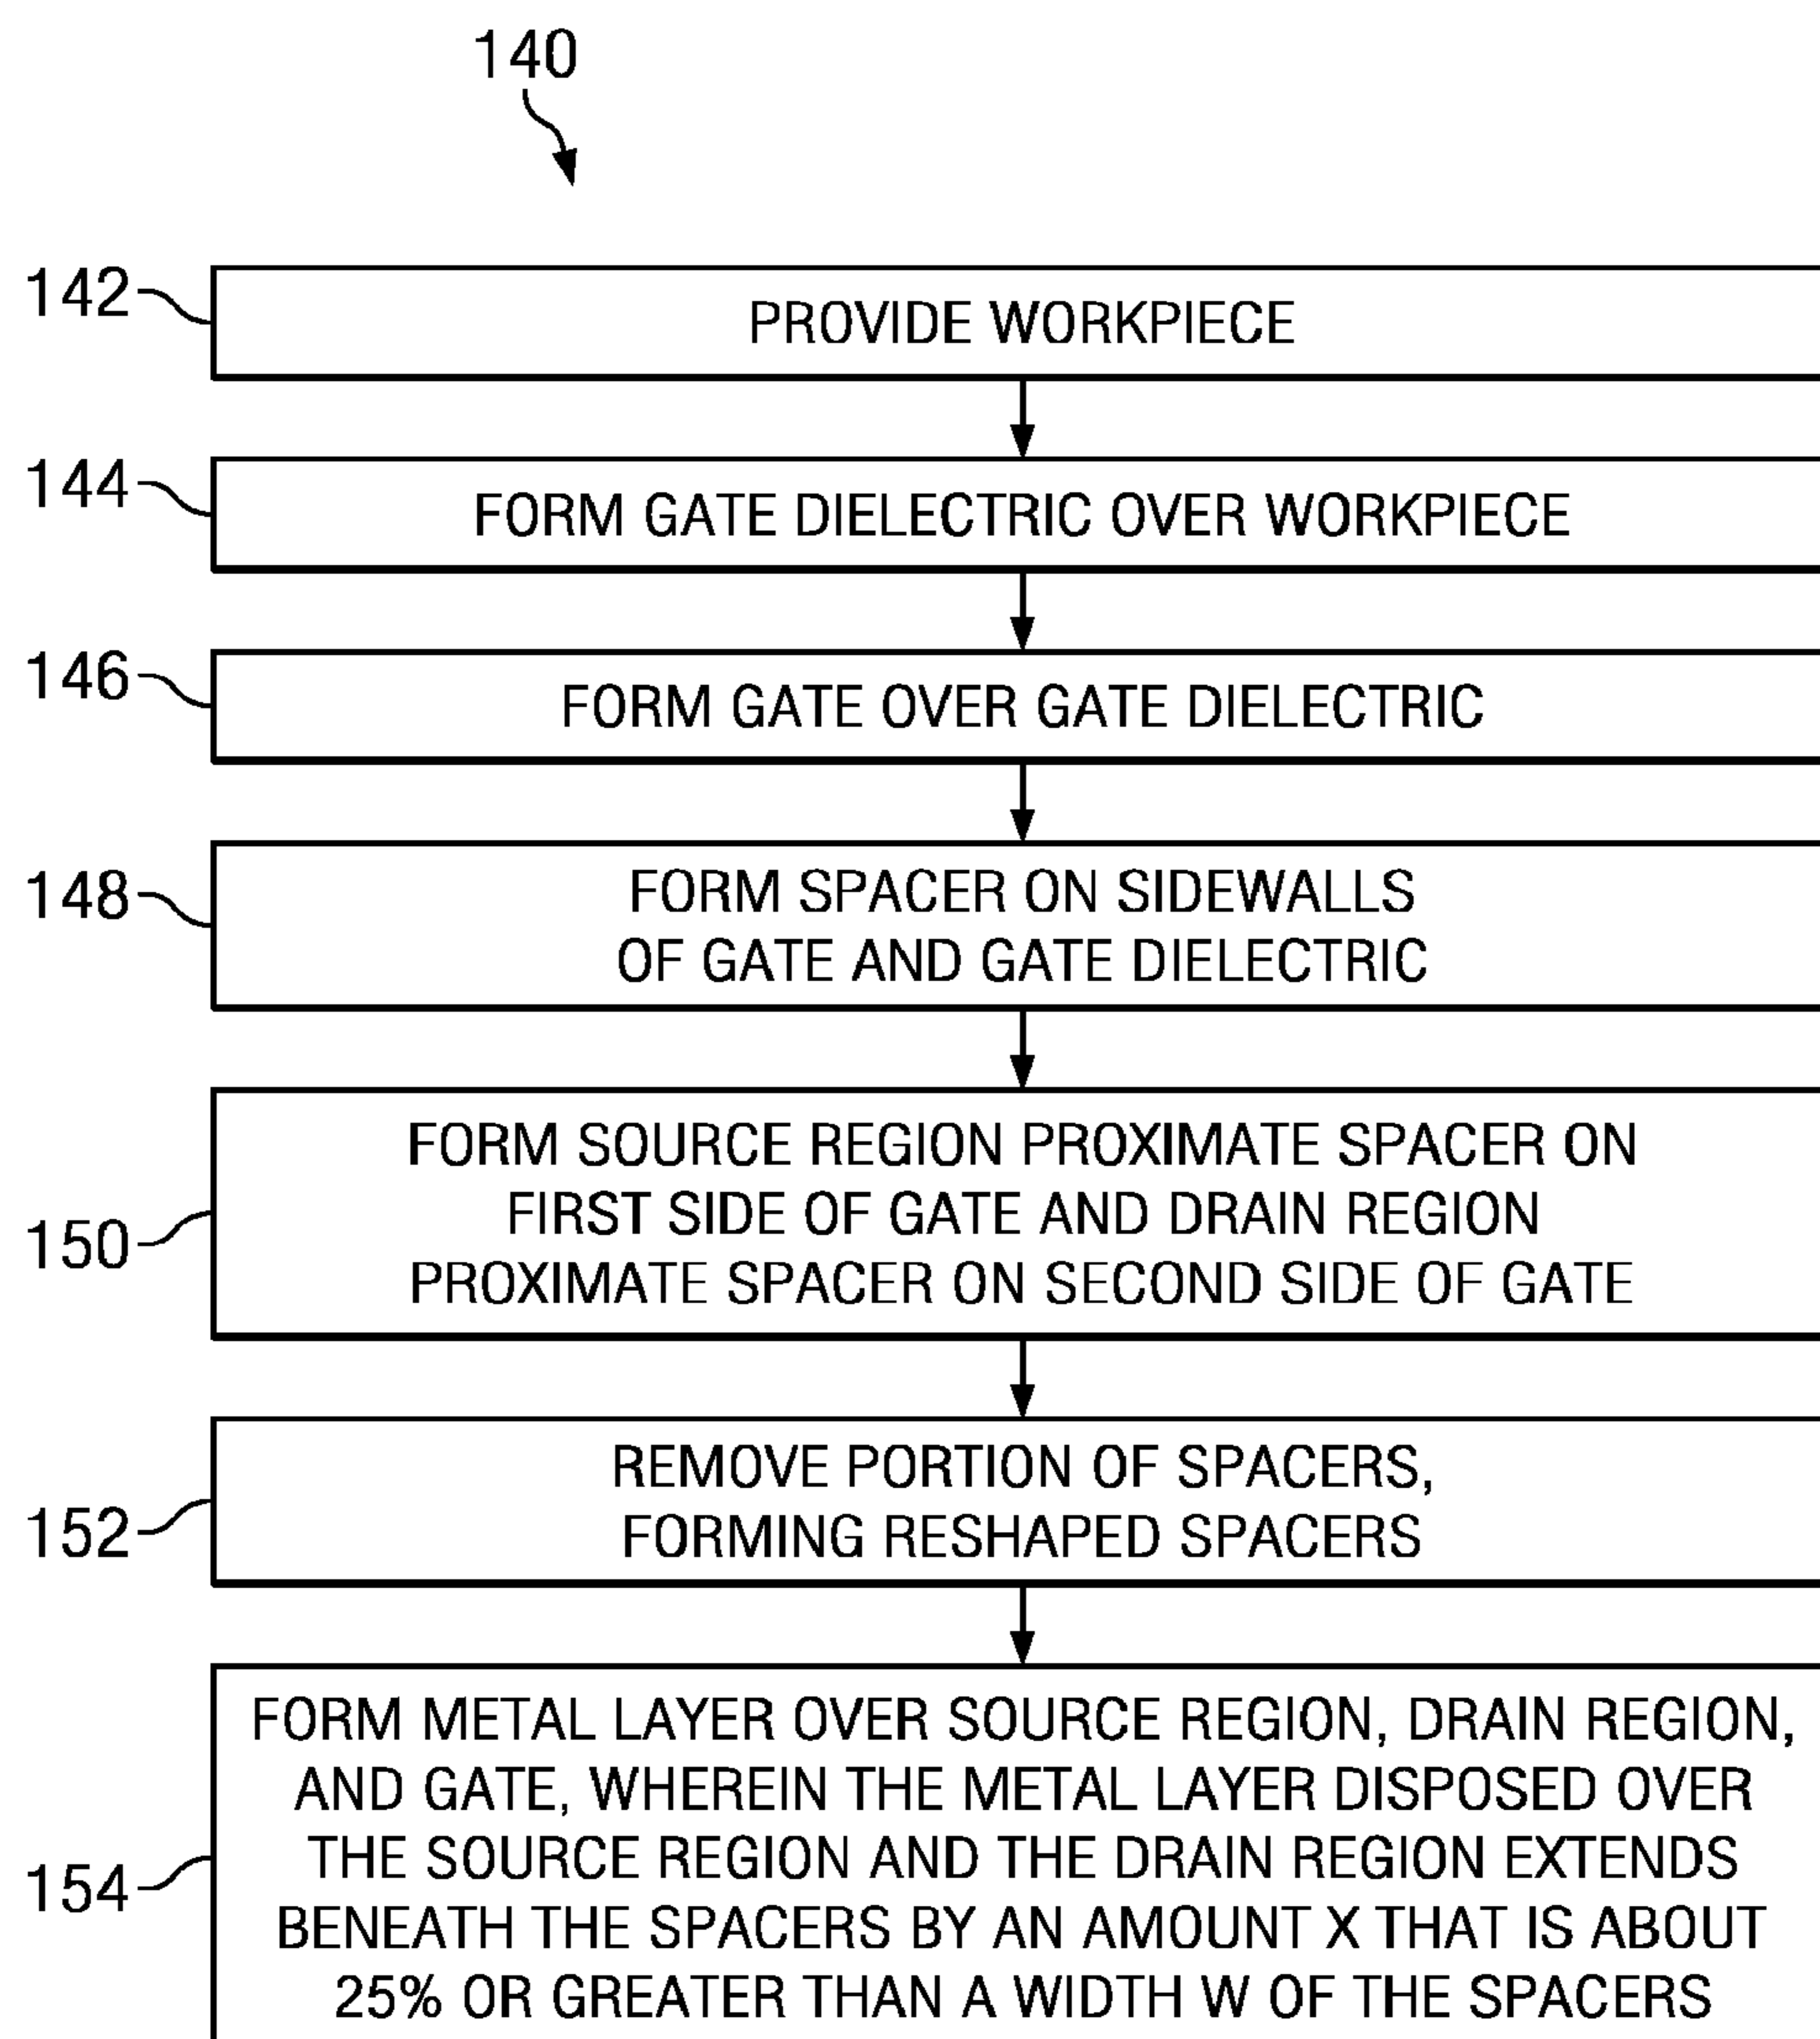 140
142
PROVIDE WORKPIECE
144
FORM GATE DIELECTRIC OVER WORKPIECE
146
FORM GATE OVER GATE DIELECTRIC
148
FORM SPACER ON SIDEWALLS
OF GATE AND GATE DIELECTRIC
150
FORM SOURCE REGION PROXIMATE SPACER ON
FIRST SIDE OF GATE AND DRAIN REGION
PROXIMATE SPACER ON SECOND SIDE OF GATE
152
REMOVE PORTION OF SPACERS,
FORMING RESHAPED SPACERS
154
FORM METAL LAYER OVER SOURCE REGION, DRAIN REGION,
AND GATE, WHEREIN THE METAL LAYER DISPOSED OVER
THE SOURCE REGION AND THE DRAIN REGION EXTENDS
BENEATH THE SPACERS BY AN AMOUNT X THAT IS ABOUT
25% OR GREATER THAN A WIDTH W OF THE SPACERS